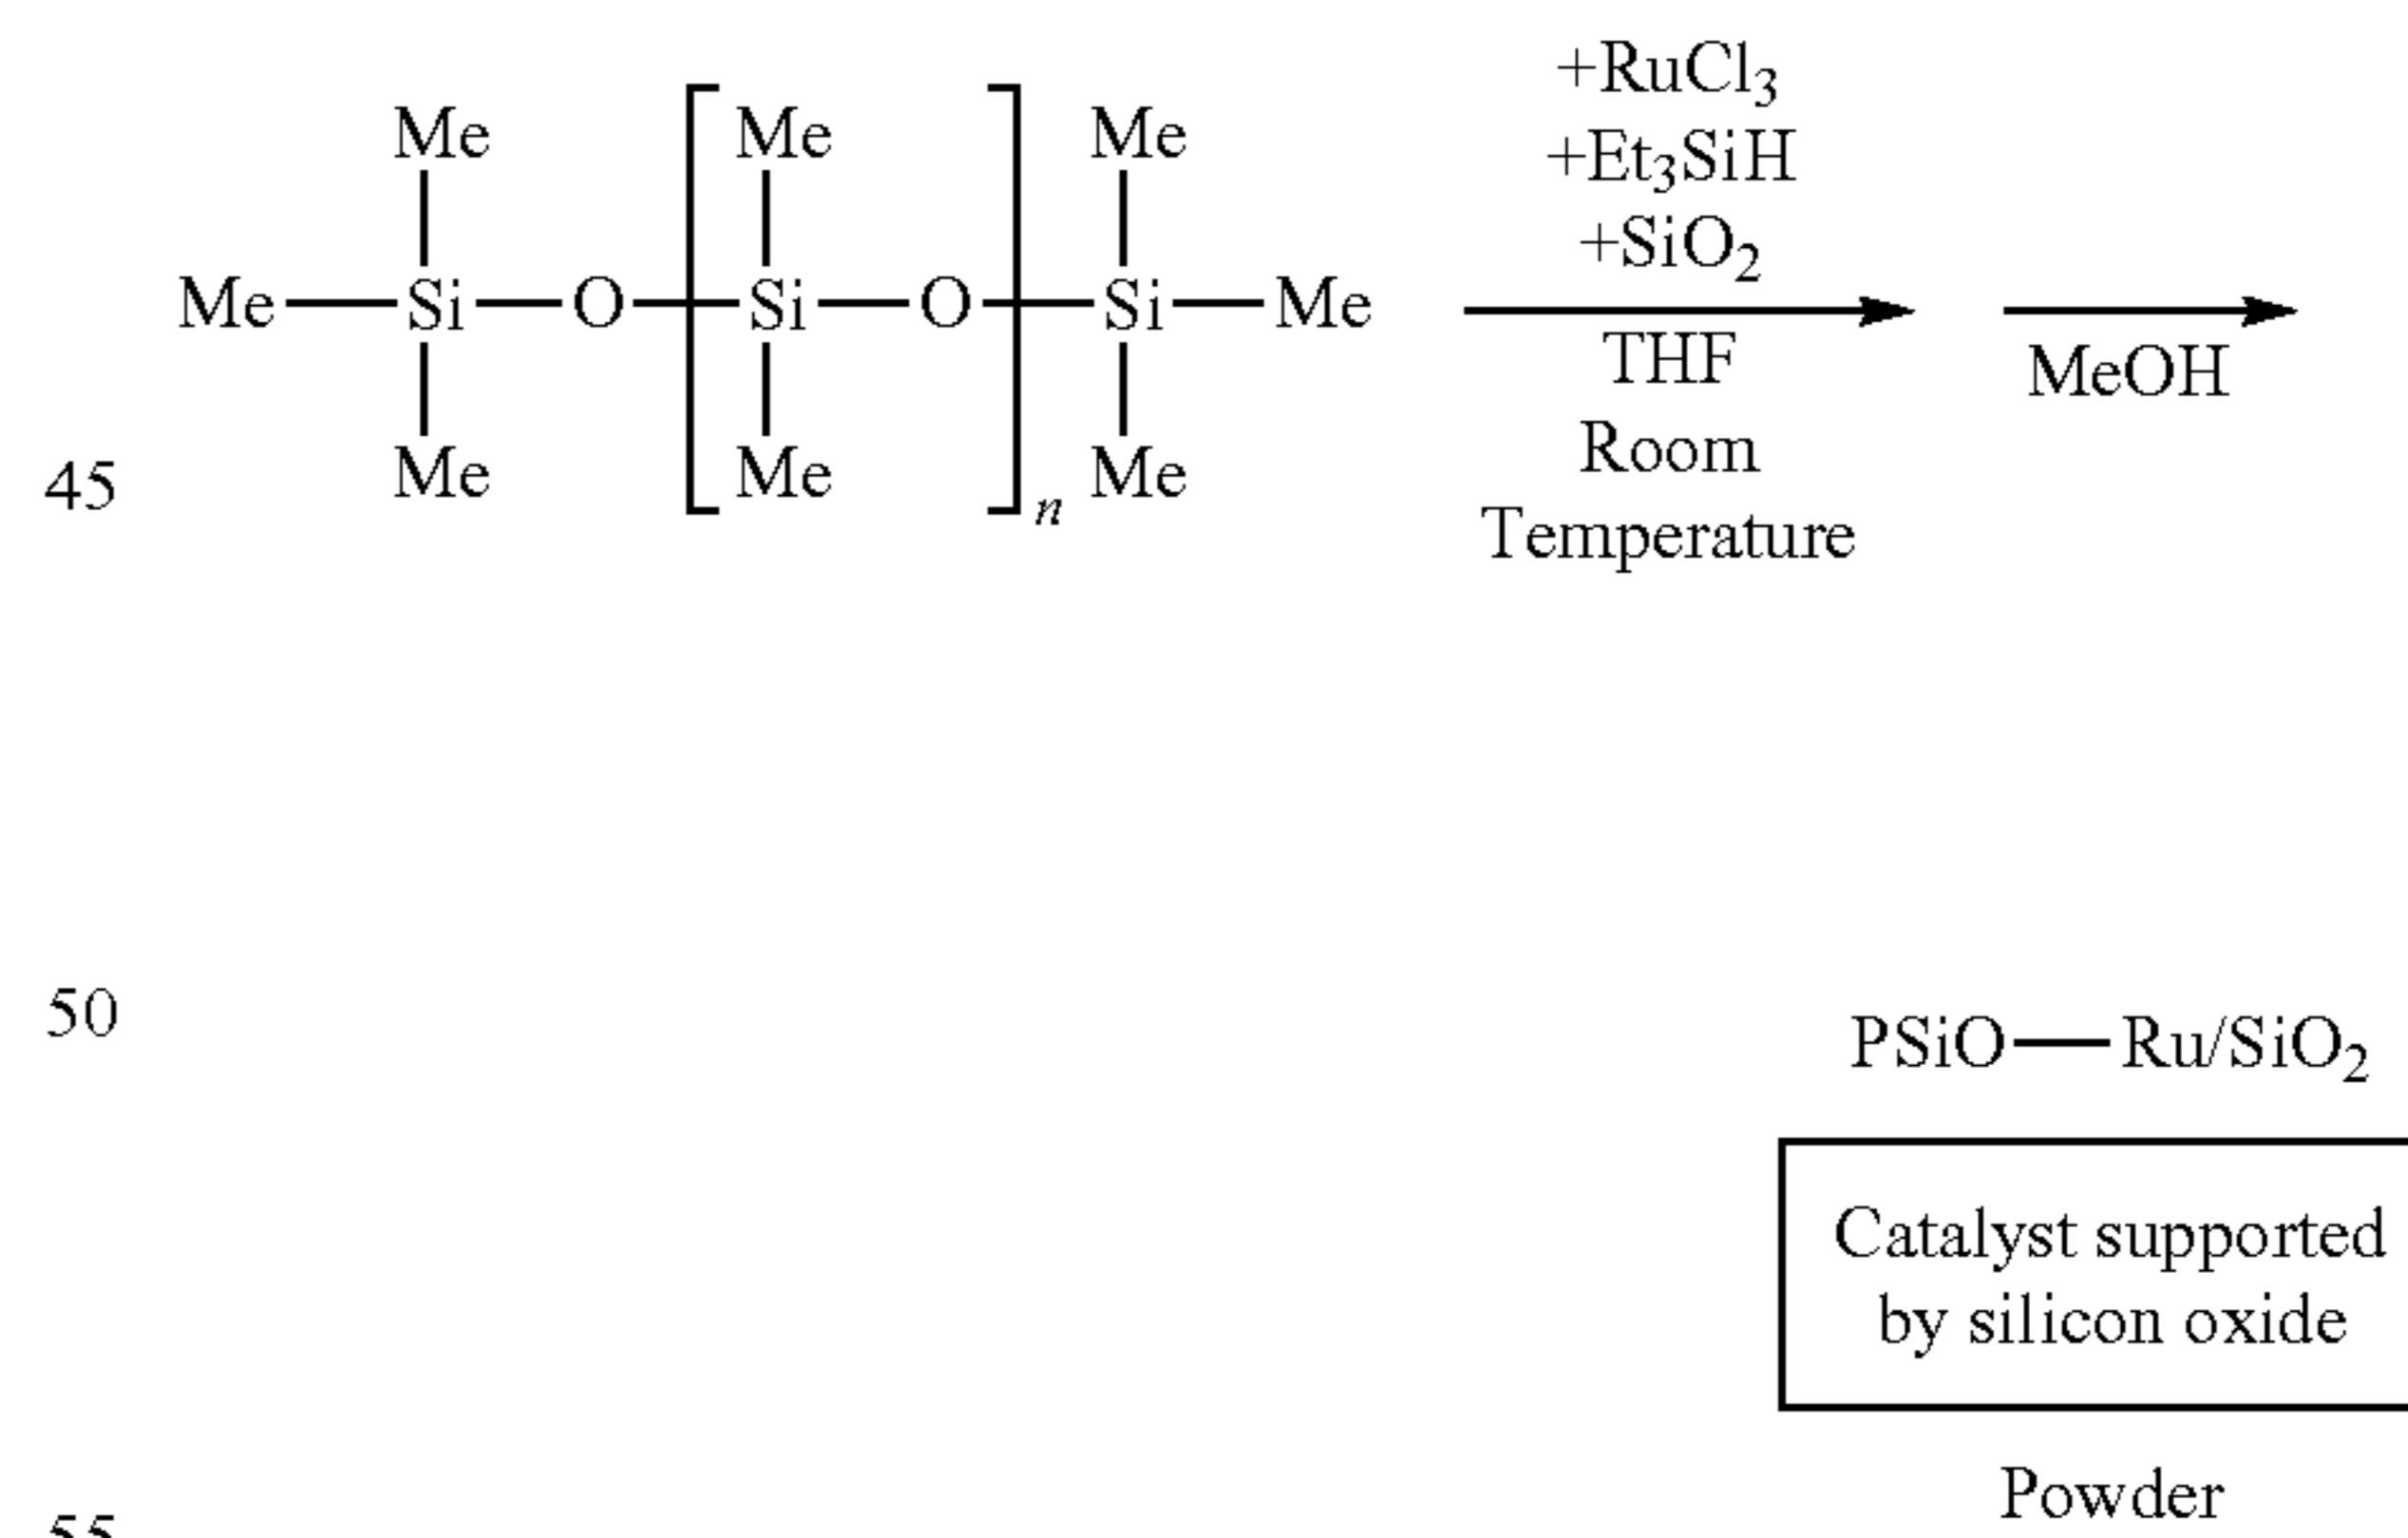 +RuCl3
+Et3SiH
+SiO2
Me Me Me
Me Si O Si O Si Me
THF
MeOH
Room
45 Me Me n Me
Temperature
50 PSiO—Ru/SiO2
Catalyst supported
by silicon oxide
Powder
55